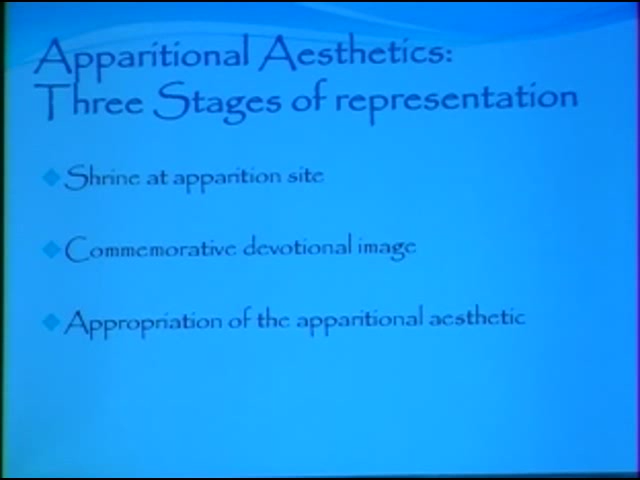 Apparitional Aesthetics:
Three Stages of representation
Shrine at apparition site
Commemorative devotional image
Appropriation of the apparitional aesthetic